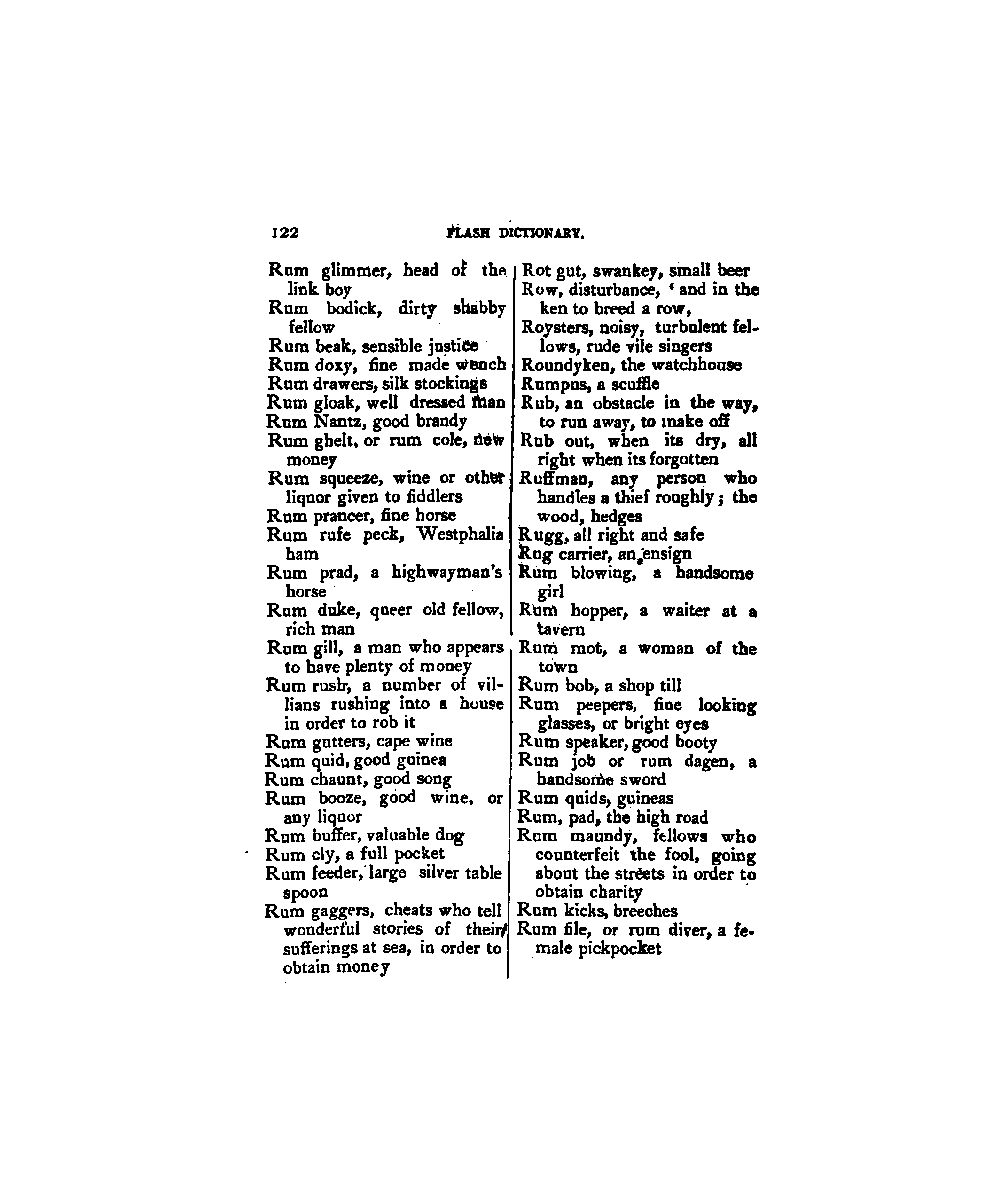 122 FLASH DICTIONARY.
Rum glimmer, head of the
link boy
Rum bodick, dirty shabby
fellow
Rum beak, sensible justice
Rum doxy, fine made wench
Rum drawers, silk stockings
Rum gloak, well dressed man
Rum Nantz, good brandy
Rum ghelt, or rum cole, new
money
Rum squeeze, wine or other
liquor given to fiddlers
Rum prancer, fine horse
Rum rufe peck, Westphalia
ham
Rum prad, a highwayman's
horse
Rum duke, queer old fellow,
rich man
Rum gill, a man who appears
to have plenty of money
Rum rush, a number of vil-
lians rushing into a house
in order to rob it
Rum gutters, cape wine
Rum quid, good guinea
Rum chaunt, good song
Rum booze, good wine, or
any liquor
Rum buffer, valuable dog
Rum cly, a full pocket
Rum feeder, large silver table
spoon
Rum gaggers, cheats who tell
wonderful stories of their
sufferings at sea, in order to
obtain money
Rot gut, swankey, small beer
Row, disturbance, ‘ and in the
ken to breed a row,
Roysters, noisy, turbulent fel-
lows, rude vile singers
Roundyken, the watchhouse
Rumpus, a scuffle
Rub, an obstacle in the way,
to run away, to make off
Rub out, when its dry, all
right when its forgotten
Ruffman, any person who
handles a thief roughly; the
wood, hedges
Rugg, all right and safe
Rug carrier, an ensign
Rum blowing, a handsome
girl
Rum hopper, a waiter at a
tavern
Rum mot, a woman of the
town
Rum bob, a shop till
Rum peepers, fine looking
glasses, or bright eyes
Rum speaker, good booty
Rum job or rum dagen, a
handsome sword
Rum quids, guineas
Rum, pad, the high road
Rum maundy, fellows who
counterfeit the fool, going
about the streets in order to
obtain charity
Rum kicks, breeches
Rum file, or rum diver, a fe-
male pickpocket